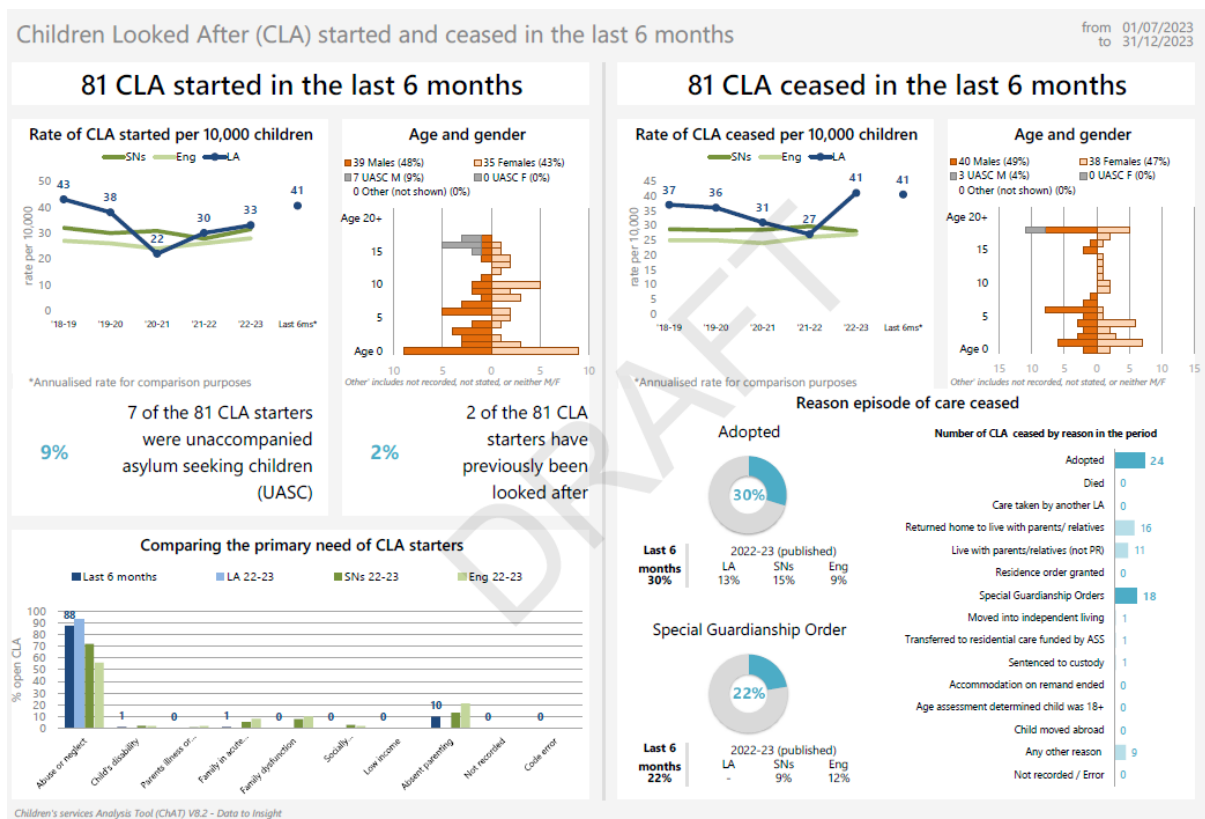 Children Looked After (CLA) started and ceased in the last 6 months
from 01/07/2023
to 31/12/2023
81 CLA started in the last 6 months
Rate of CLA started per 10,000 children
SNs Eng LA
rate per 10,000
50
40
30
20
10
0
43
38
22
30
33
41
'18-19 '19-20 '20-21 '21-22 '22-23 Last 6ms*
*Annualised rate for comparison purposes
Age and gender
39 Males (48%) 35 Females (43%)
7 UASC M (9%) 0 UASC F (0%)
0 Other (not shown) (0%)
Age 20+
15
10
5
Age 0
10 5 0 5 10
Other' includes not recorded, not stated, or neither M/F
9%
7 of the 81 CLA starters
were unaccompanied
asylum seeking children
(UASC)
2%
2 of the 81 CLA
starters have
previously been
looked after
Comparing the primary need of CLA starters
Last 6 months LA 22-23 SNs 22-23 Eng 22-23
% open CLA
100
90
80
70
60
50
40
30
20
10
0
88 1 0 1 0 0 0 10 0 0
Abuse or neglect
Child's disability
Parents illness or...
Family in acute...
Family dysfunction
Socially...
Low income
Absent parenting
Not recorded
Code error
81 CLA ceased in the last 6 months
Rate of CLA ceased per 10,000 children
SNs Eng LA
rate per 10,000
45
40
35
30
25
20
15
10
5
0
37
36
31
27
41
41
'18-19 '19-20 '20-21 '21-22 '22-23 Last 6ms*
*Annualised rate for comparison purposes
Age and gender
40 Males (49%) 38 Females (47%)
3 UASC M (4%) 0 UASC F (0%)
0 Other (not shown) (0%)
Age 20+
15
10
5
Age 0
15 10 5 0 5 10 15
Other' includes not recorded, not stated, or neither M/F
Reason episode of care ceased
Adopted
30%
Last 6
months
30%
2022-23 (published)
LA SNs Eng
13% 15% 9%
Special Guardianship Order
22%
Last 6
months
22%
2022-23 (published)
LA SNs Eng
- 9% 12%
Number of CLA ceased by reason in the period
Adopted 24
Died 0
Care taken by another LA 0
Returned home to live with parents/ relatives 16
Live with parents/relatives (not PR) 11
Residence order granted 0
Special Guardianship Orders 18
Moved into independent living 1
Transferred to residential care funded by ASS 1
Sentenced to custody 1
Accommodation on remand ended 0
Age assessment determined child was 18+ 0
Child moved abroad 0
Any other reason 9
Not recorded / Error 0
DRAFT
Children's services Analysis Tool (ChAT) V8.2 - Data to Insight